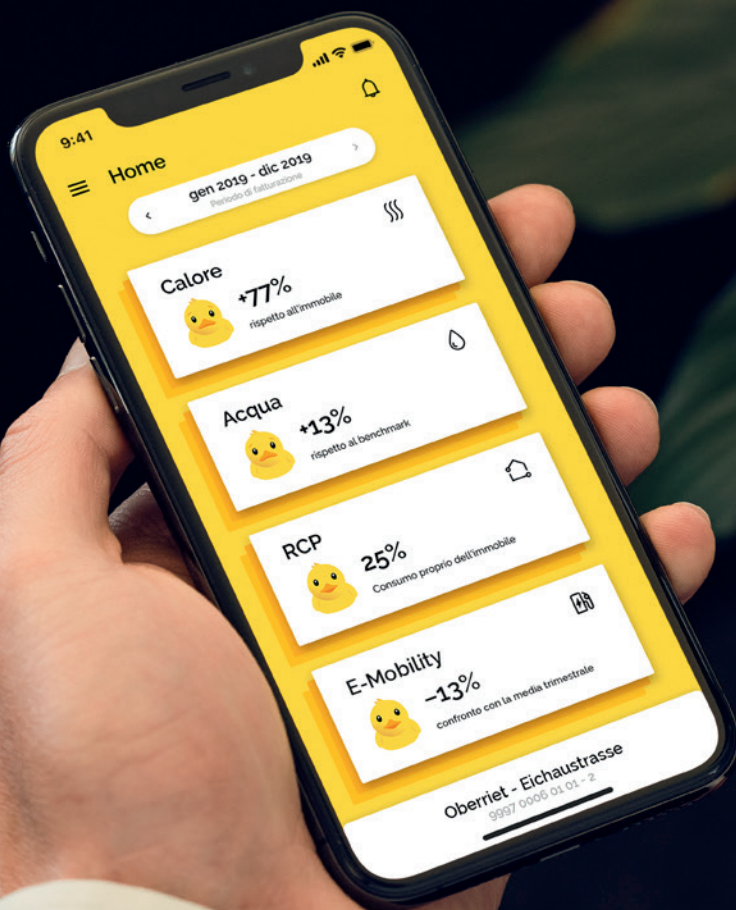 9:41
Home
gen 2019 - dic 2019
Periodo di fatturazione
Calore
+77%
rispetto all'immobile
Acqua
+13%
rispetto al benchmark
RCP
25%
Consumo proprio dell'immobile
E-Mobility
–13%
confronto con la media trimestrale
Oberriet - Eichaustrasse
9997 0006 01 01 - 2